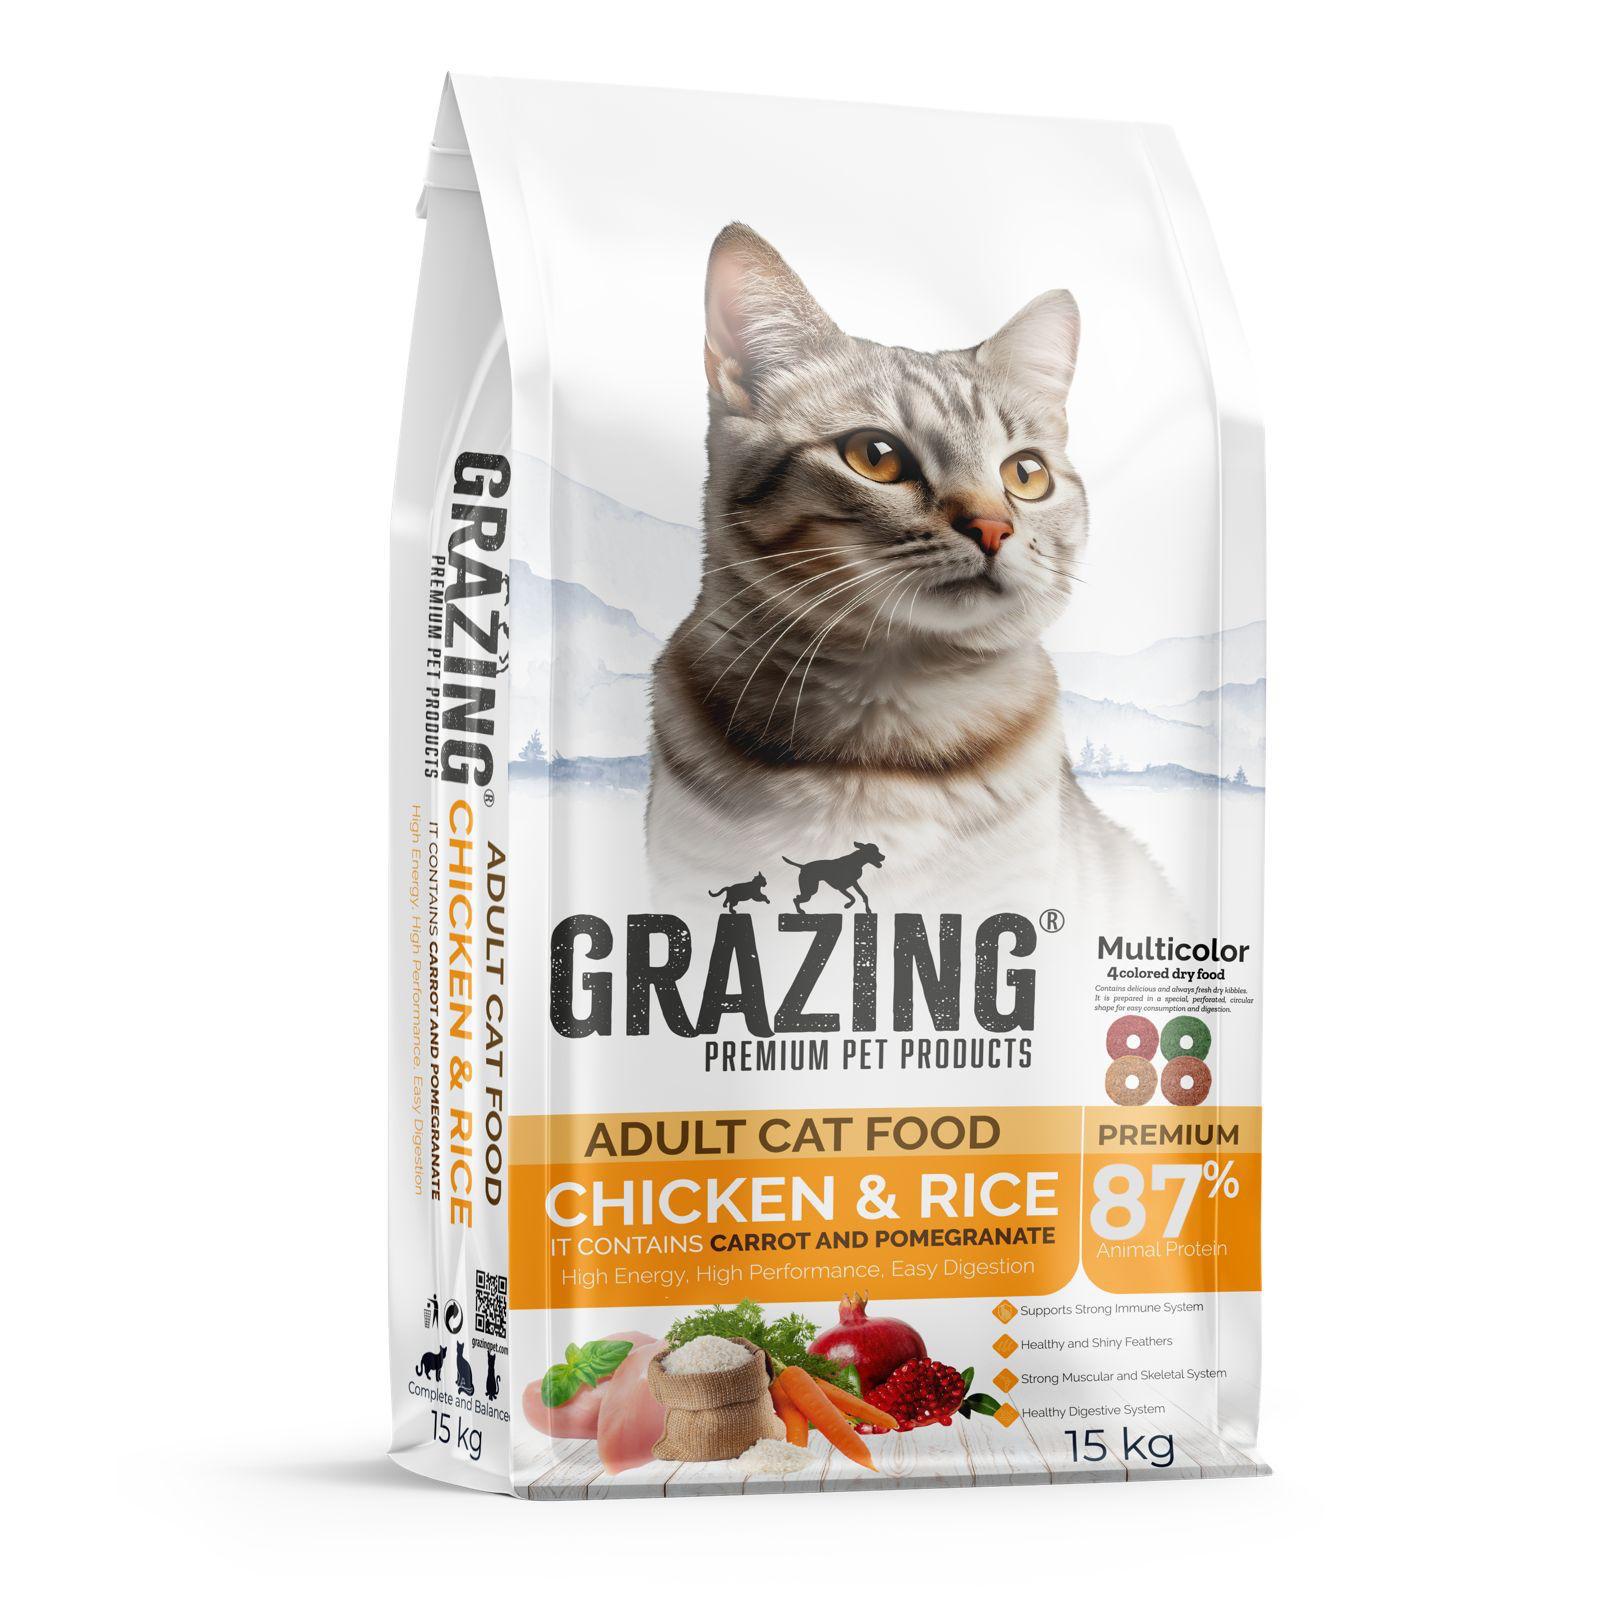 GRAZING®
PREMIUM PET PRODUCTS
Multicolor
4colored dry food
Contains delicious and always fresh dry kibbles.
It is prepared in a special, perforated, circular
shape for easy consumption and digestion.
ADULT CAT FOOD
CHICKEN & RICE
IT CONTAINS CARROT AND POMEGRANATE
High Energy, High Performance, Easy Digestion
PREMIUM
87%
Animal Protein
Supports Strong Immune System
Healthy and Shiny Feathers
Strong Muscular and Skeletal System
Healthy Digestive System
15 kg
GRAZING®
PREMIUM PET PRODUCTS
ADULT CAT FOOD
CHICKEN & RICE
IT CONTAINS CARROT AND POMEGRANATE
High Energy, High Performance, Easy Digestion
grazingpet.com
Complete and Balanced
15 kg